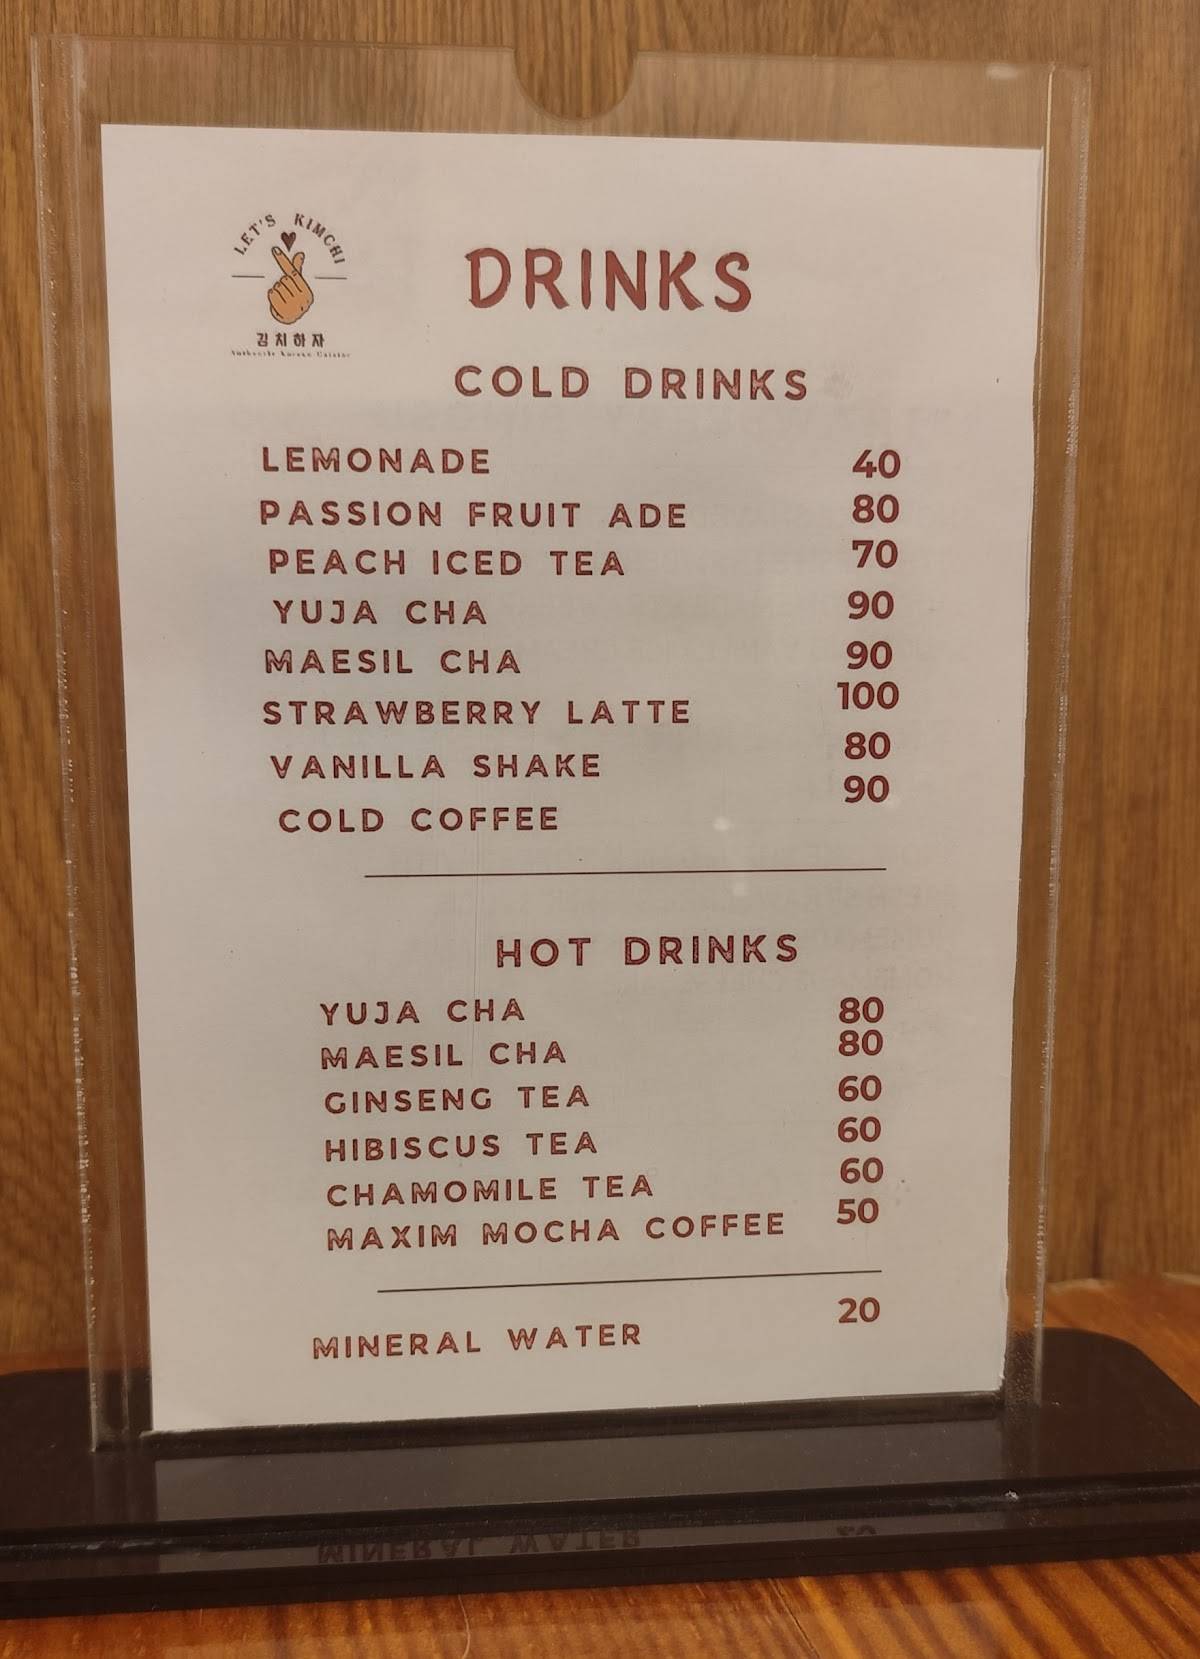 LET'S KIMCHI
김치하자
Authentic Korean Cuisine
DRINKS
COLD DRINKS
LEMONADE 40
PASSION FRUIT ADE 80
PEACH ICED TEA 70
YUJA CHA 90
MAESIL CHA 90
STRAWBERRY LATTE 100
VANILLA SHAKE 80
COLD COFFEE 90
HOT DRINKS
YUJA CHA 80
MAESIL CHA 80
GINSENG TEA 60
HIBISCUS TEA 60
CHAMOMILE TEA 60
MAXIM MOCHA COFFEE 50
MINERAL WATER 20